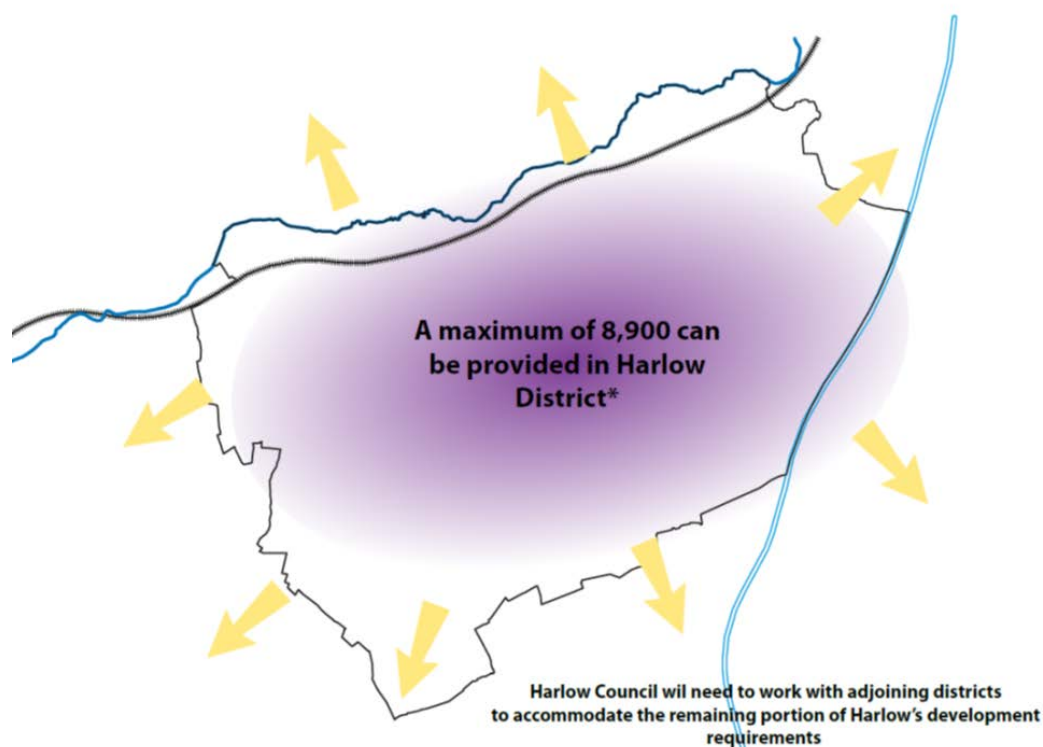 A maximum of 8,900 can
be provided in Harlow
District*
Harlow Council wil need to work with adjoining districts
to accommodate the remaining portion of Harlow's development
requirements